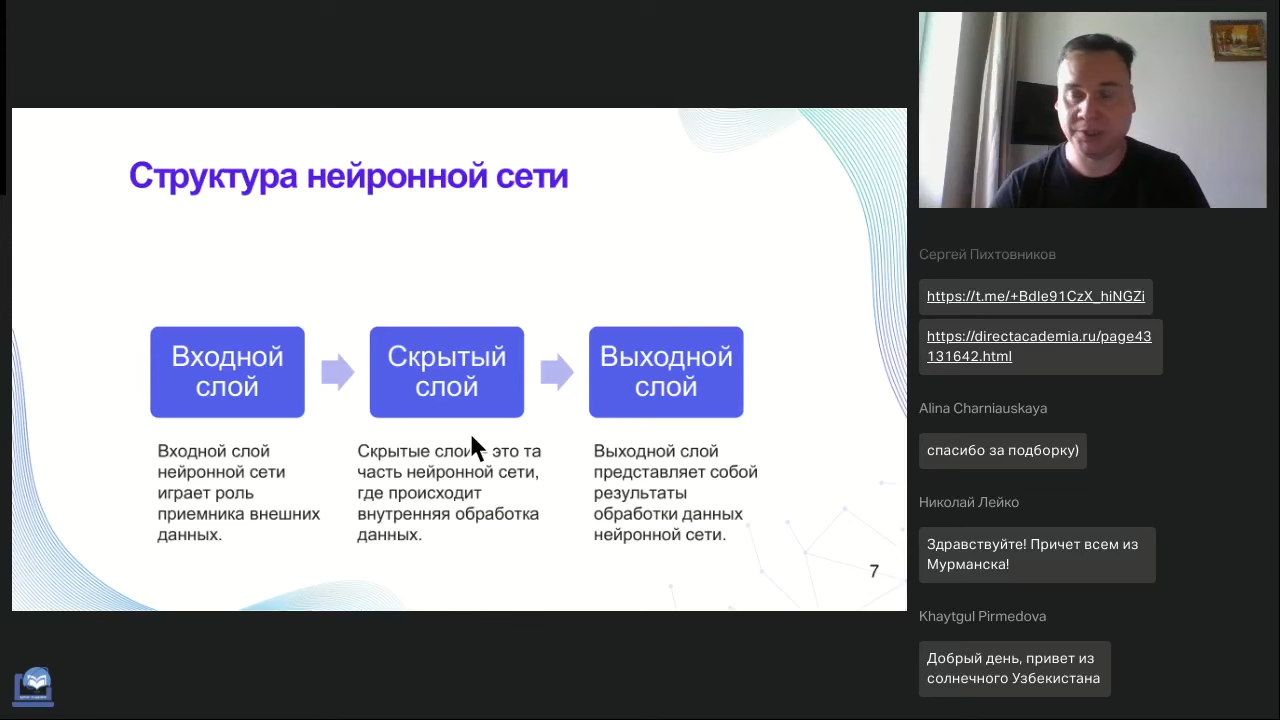 Структура нейронной сети
Входной
слой
Скрытый
слой
Выходной
слой
Входной слой
нейронной сети
играет роль
приемника внешних
данных.
Скрытые слои – это та
часть нейронной сети,
где происходит
внутренняя обработка
данных.
Выходной слой
представляет собой
результаты
обработки данных
нейронной сети.
7
Сергей Пихтовников
https://t.me/+BdIe91CzX_hiNGZi
https://directacademia.ru/page43
131642.html
Alina Charniauskaya
спасибо за подборку)
Николай Лейко
Здравствуйте! Причет всем из
Мурманска!
Khaytgul Pirmedova
Добрый день, привет из
солнечного Узбекистана